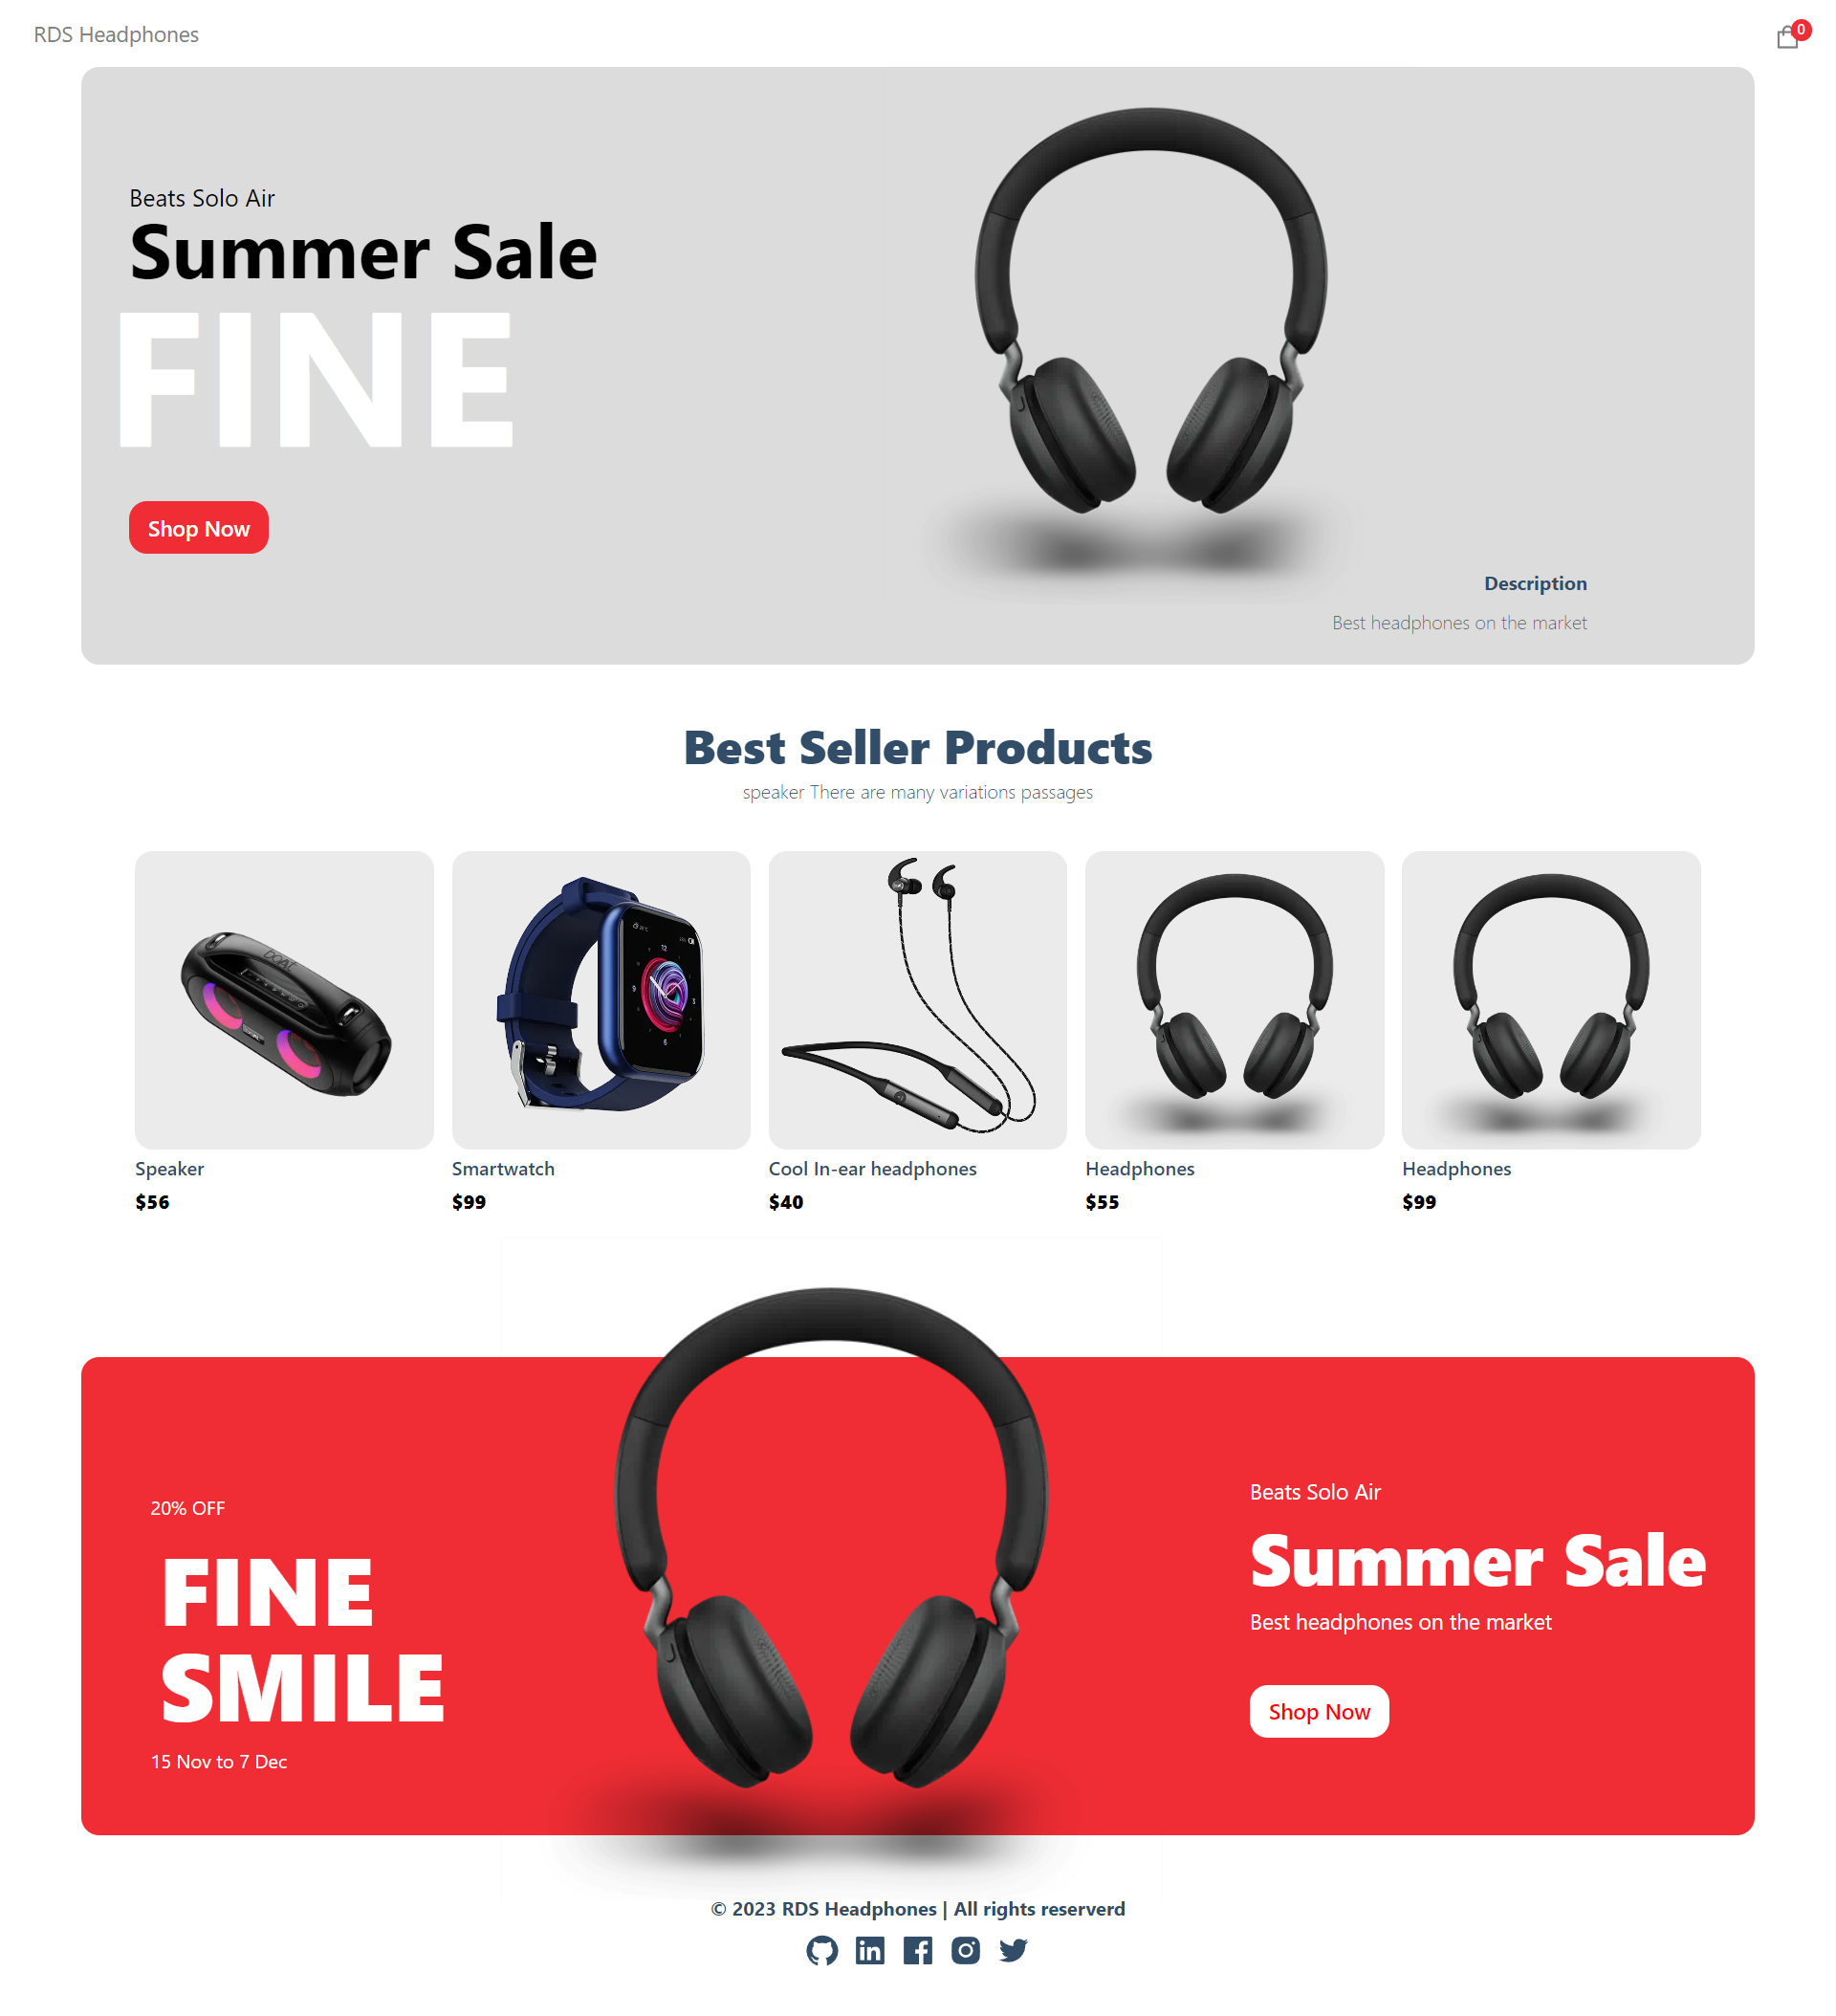 RDS Headphones
0
Beats Solo Air
Summer Sale
FINE
Shop Now
Description
Best headphones on the market
Best Seller Products
speaker There are many variations passages
Speaker
$56
Smartwatch
$99
Cool In-ear headphones
$40
Headphones
$55
Headphones
$99
20% OFF
FINE
SMILE
15 Nov to 7 Dec
Beats Solo Air
Summer Sale
Best headphones on the market
Shop Now
© 2023 RDS Headphones | All rights reserverd